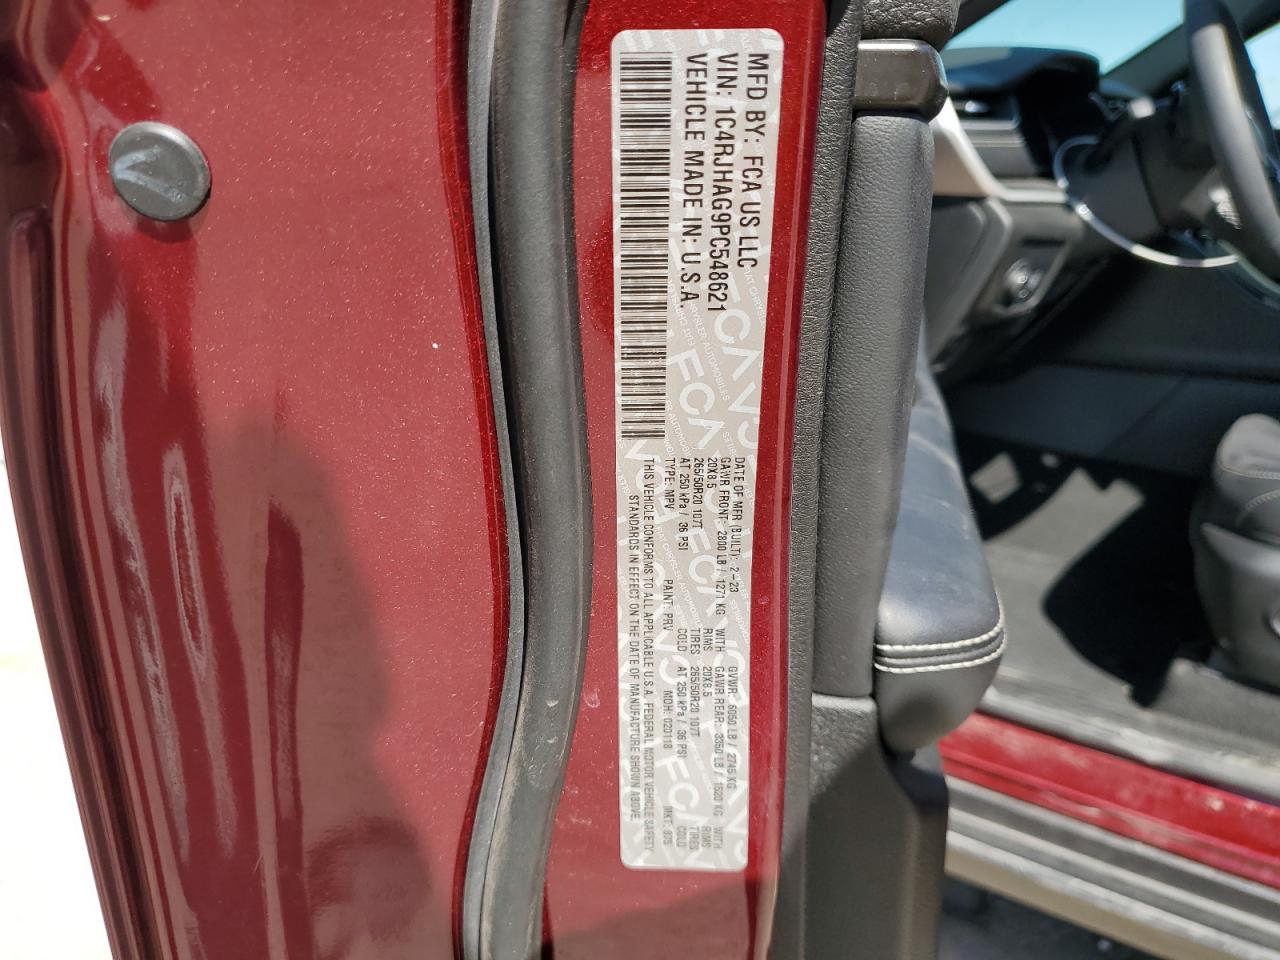 MFD BY: FCA US LLC
VIN: 1C4RJHAG9PC548621
VEHICLE MADE IN: U.S.A.
DATE OF MFR (BUILT): 2-23 GVWR: 6050 LB / 2745 KG
GAWR FRONT: 2800 LB / 1271 KG WITH GAWR REAR: 3350 LB / 1520 KG WITH
20X8.5 RIMS 20X8.5 RIMS
265/50R20 107T TIRES 265/50R20 107T TIRES
AT 250 kPa / 36 PSI COLD AT 250 kPa / 36 PSI COLD
TYPE: MPV PAINT: PRV MDH: 020118 MKT: 875
THIS VEHICLE CONFORMS TO ALL APPLICABLE U.S.A. FEDERAL MOTOR VEHICLE SAFETY
STANDARDS IN EFFECT ON THE DATE OF MANUFACTURE SHOWN ABOVE.